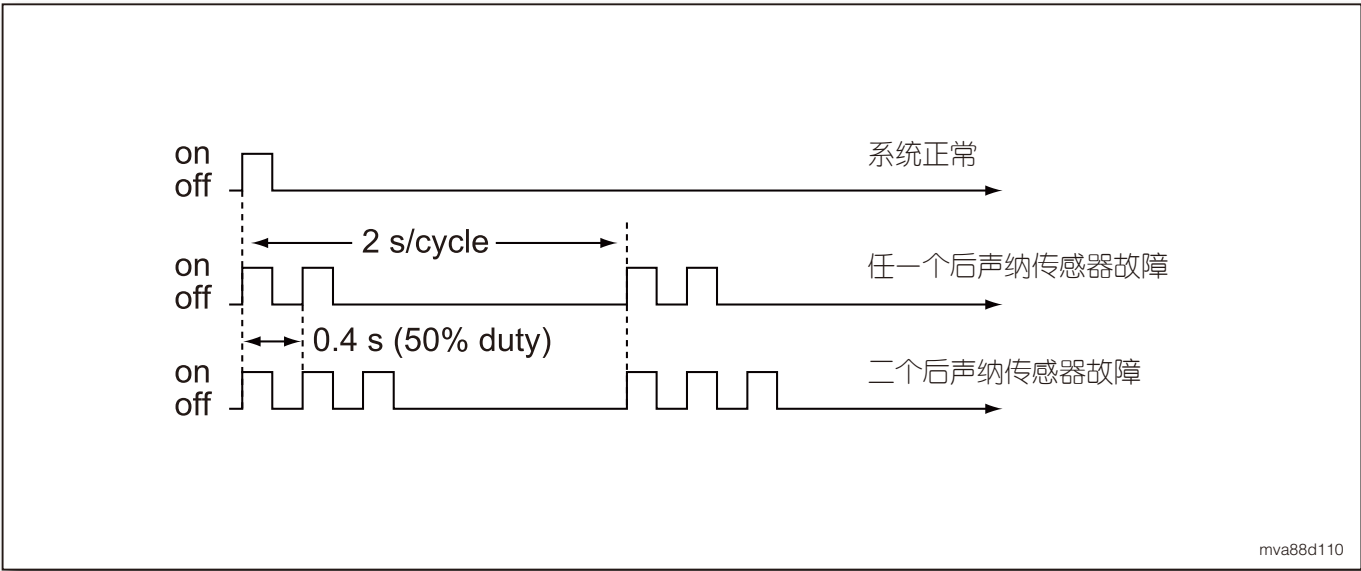 on
off
系统正常
2 s/cycle
on
off
任一个后声纳传感器故障
0.4 s (50% duty)
on
off
二个后声纳传感器故障
mva88d110